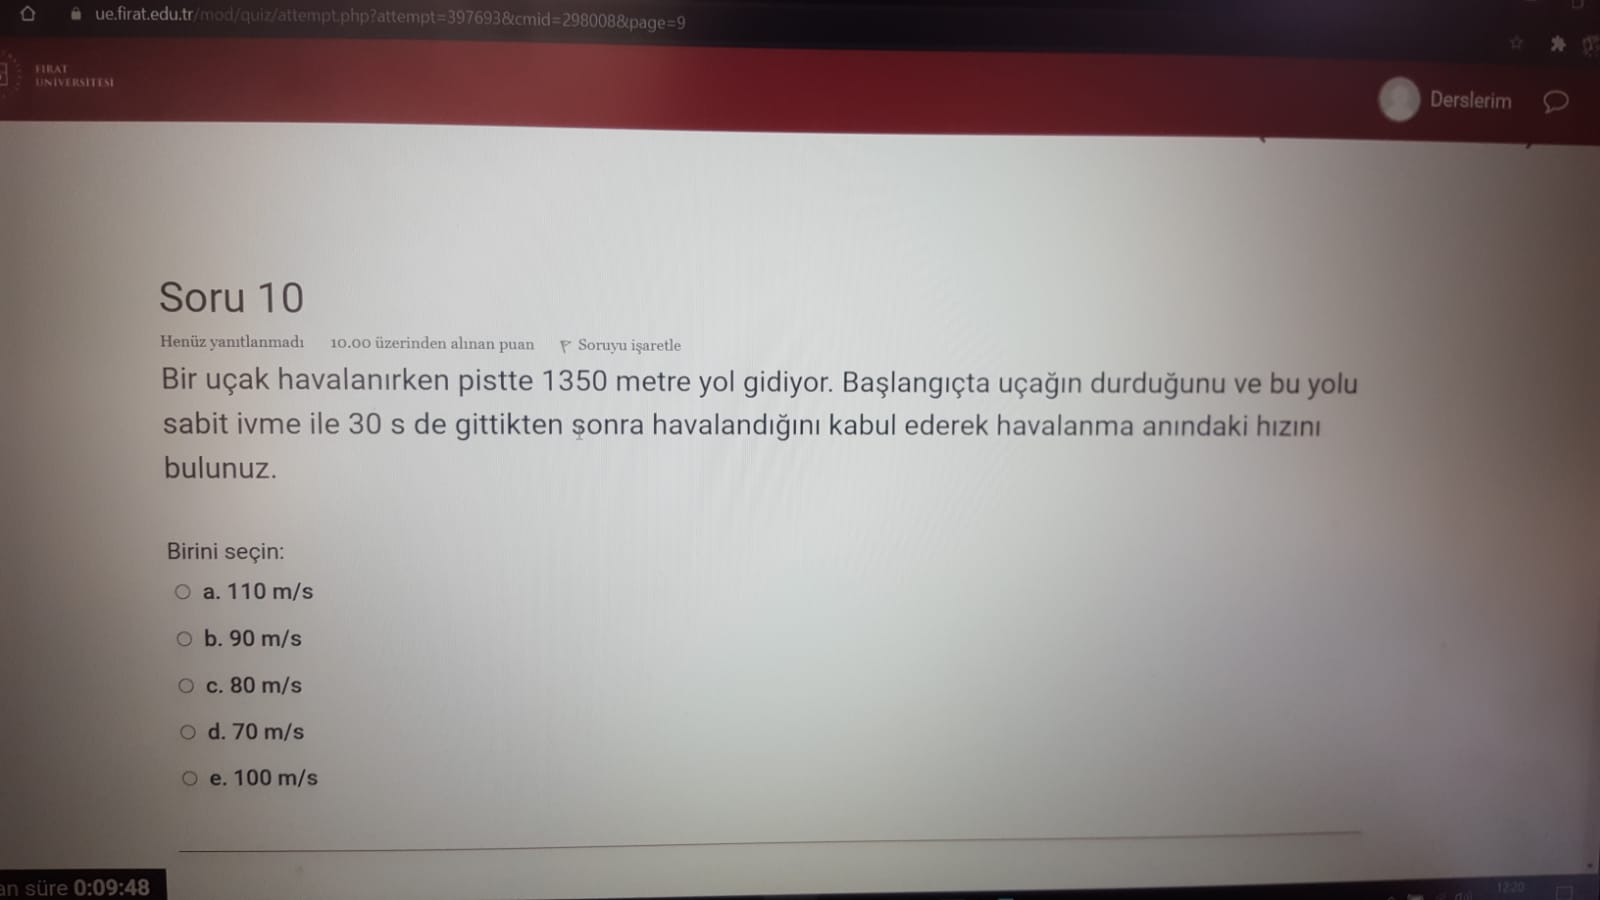 ue.firat.edu.tr/mod/quiz/attempt.php?attempt=397693&cmid=298008&page=9
FIRAT
ÜNİVERSİTESİ
Derslerim
Soru 10
Henüz yanıtlanmadı 10.00 üzerinden alınan puan Soruyu işaretle
Bir uçak havalanırken pistte 1350 metre yol gidiyor. Başlangıçta uçağın durduğunu ve bu yolu
sabit ivme ile 30 s de gittikten sonra havalandığını kabul ederek havalanma anındaki hızını
bulunuz.
Birini seçin:
a. 110 m/s
b. 90 m/s
c. 80 m/s
d. 70 m/s
e. 100 m/s
an süre 0:09:48
12:20